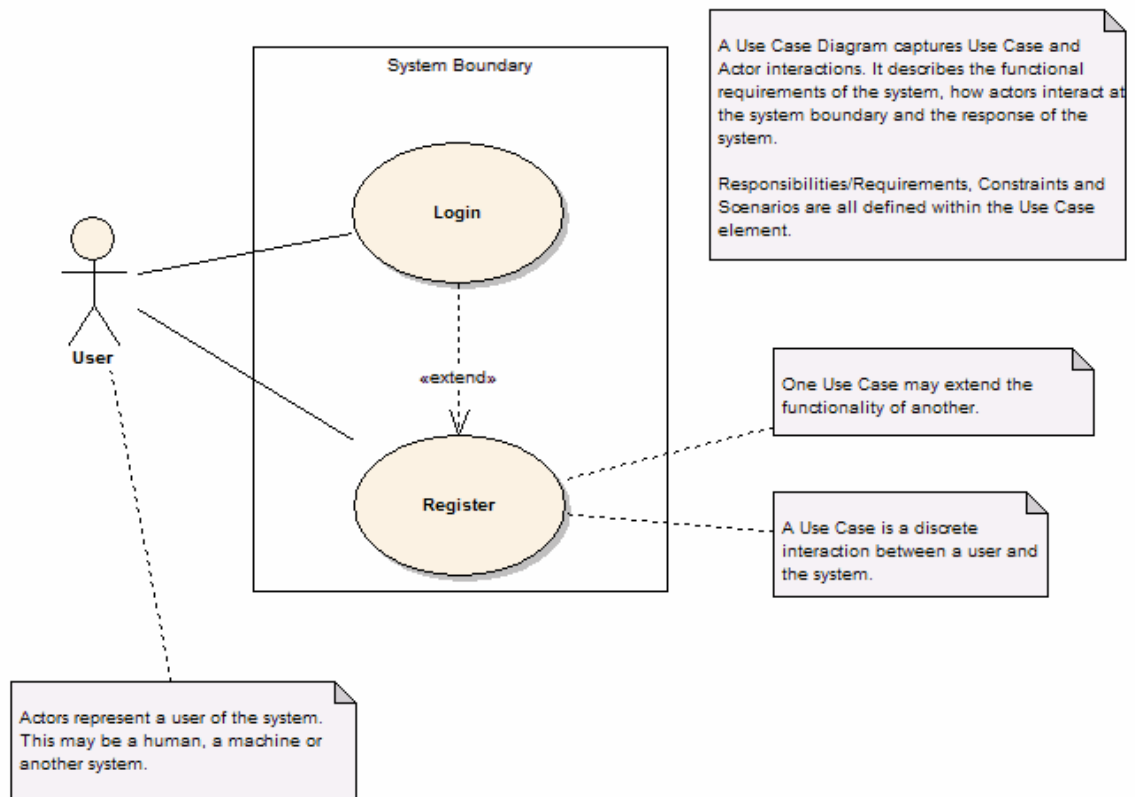 System Boundary
A Use Case Diagram captures Use Case and
Actor interactions. It describes the functional
requirements of the system, how actors interact at
the system boundary and the response of the
system.
Responsibilities/Requirements, Constraints and
Scenarios are all defined within the Use Case
element.
Login
User
«extend»
One Use Case may extend the
functionality of another.
Register
A Use Case is a discrete
interaction between a user and
the system.
Actors represent a user of the system.
This may be a human, a machine or
another system.